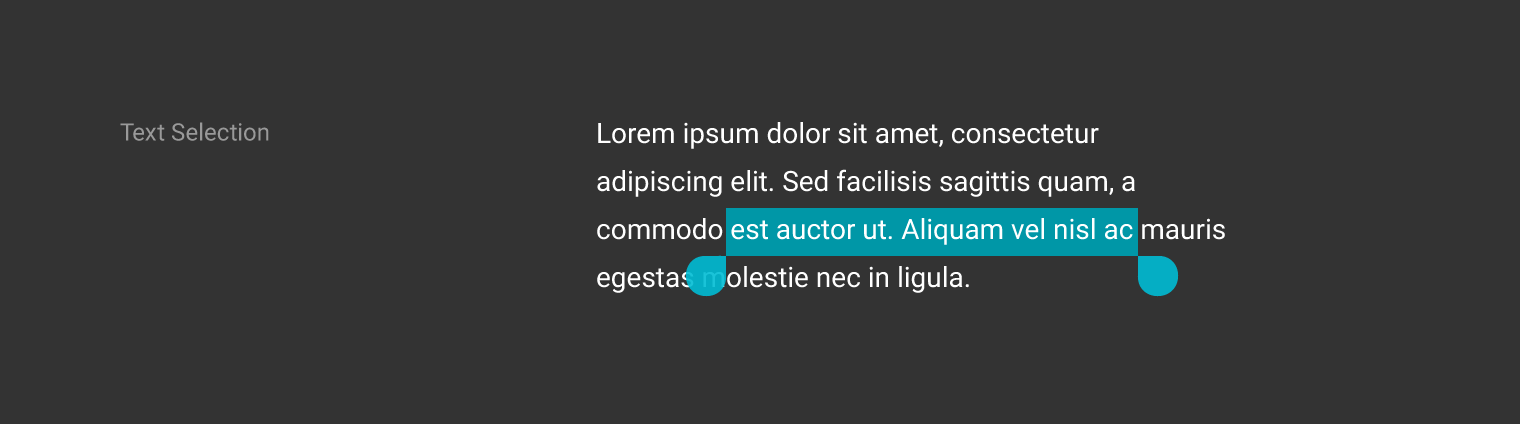 Text Selection
Lorem ipsum dolor sit amet, consectetur
adipiscing elit. Sed facilisis sagittis quam, a
commodo est auctor ut. Aliquam vel nisl ac mauris
egestas molestie nec in ligula.